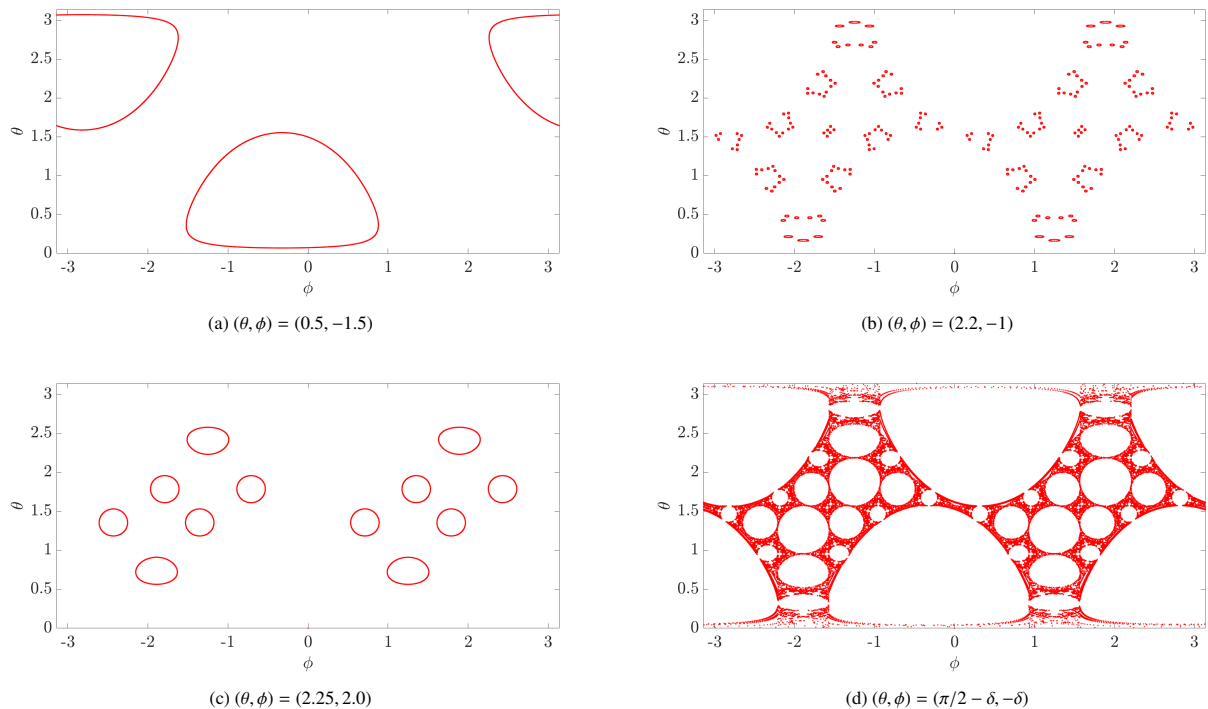 3
2.5
2
θ
1.5
1
0.5
0
-3 -2 -1 0 1 2 3
ϕ
(a) (θ, ϕ) = (0.5, −1.5)
3
2.5
2
θ
1.5
1
0.5
0
-3 -2 -1 0 1 2 3
ϕ
(b) (θ, ϕ) = (2.2, −1)
3
2.5
2
θ
1.5
1
0.5
0
-3 -2 -1 0 1 2 3
ϕ
(c) (θ, ϕ) = (2.25, 2.0)
3
2.5
2
θ
1.5
1
0.5
0
-3 -2 -1 0 1 2 3
ϕ
(d) (θ, ϕ) = (π/2 − δ, −δ)